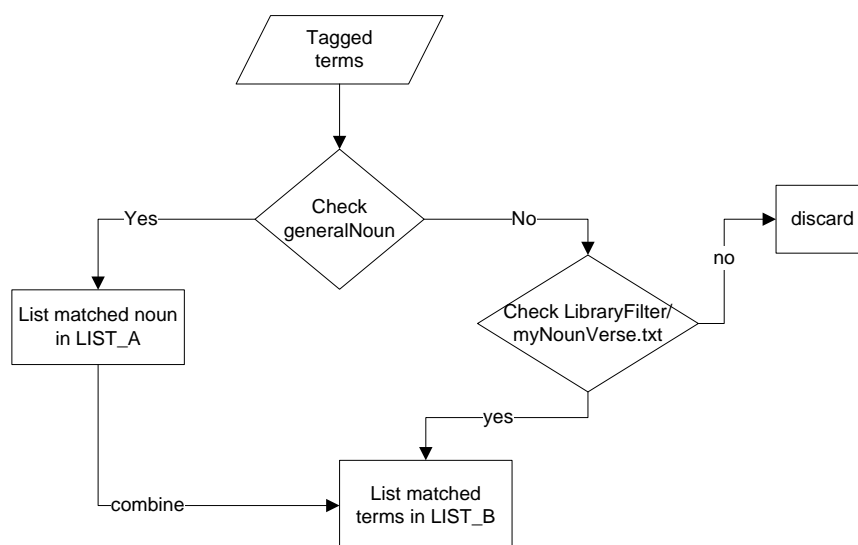 Tagged
terms
Check
generalNoun
Yes
No
discard
no
List matched noun
in LIST_A
Check LibraryFilter/
myNounVerse.txt
yes
combine
List matched
terms in LIST_B